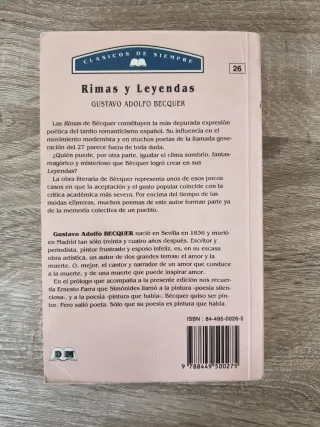 CLASICOS DE SIEMPRE
26
Rimas y Leyendas
GUSTAVO ADOLFO BECQUER
Las Rimas de Bécquer constituyen la más depurada expresión
poética del tardío romanticismo español. Su influencia en el
movimiento modernista y en muchos poetas de la llamada gene-
ración del 27 parece fuera de toda duda.
¿Quién puede, por otra parte, igualar el clima sombrío, fantas-
magórico y misterioso que Bécquer logró crear en sus
Leyendas?
La obra literaria de Bécquer representa unos de esos pocos
casos en que la aceptación y el gusto popular coincide con la
crítica académica más severa. Por encima del tiempo de las
modas efímeras, muchos poemas de este autor forman parte ya
de la memoria colectiva de un pueblo.
Gustavo Adolfo BECQUER nació en Sevilla en 1836 y murió
en Madrid tan sólo treinta y cuatro años después. Escritor y
periodista, pintor frustrado y esposo infeliz, es, en su escasa
obra artística, un autor de dos grandes temas: el amor y la
muerte. O, mejor, el cantor y narrador de un amor que conduce
a la muerte, y de una muerte que puede inspirar amor.
En el prólogo que acompaña a la presente edición nos recuer-
da Ernesto Parra que Simónides llamó a la pintura «poesía silen-
ciosa», y a la poesía «pintura que habla». Bécquer quiso ser pin-
tor. Pero salió poeta. Sólo que su poesía es pintura que habla.
ISBN: 84-495-0026-5
9 788449 500275